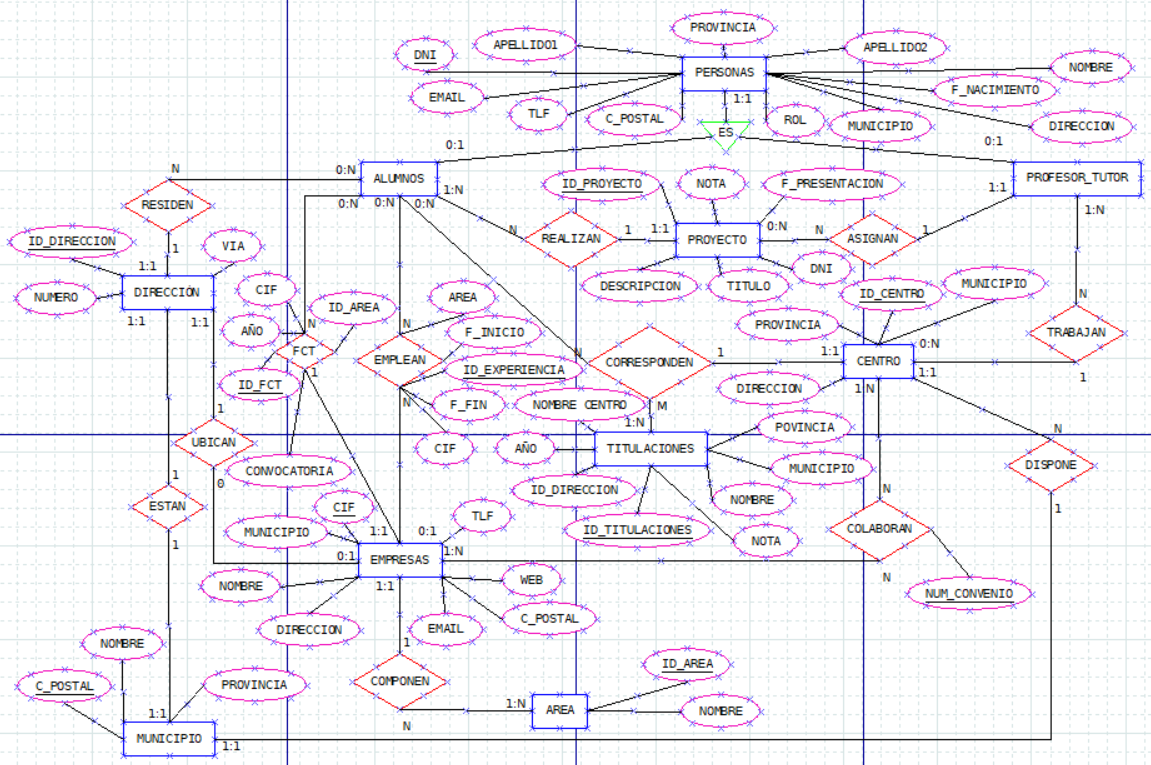 PROVINCIA
APELLIDO1
APELLIDO2
DNI
PERSONAS
NOMBRE
EMAIL
F_NACIMIENTO
1:1
TLF
C_POSTAL
ROL
MUNICIPIO
DIRECCION
ES
0:1
0:1
N
0:N
ALUMNOS
1:N
ID_PROYECTO
NOTA
F_PRESENTACION
PROFESOR_TUTOR
1:1
RESIDEN
0:N
0:N
0:N
1:N
N
REALIZAN
1
1:1
PROYECTO
0:N
N
ASIGNAN
1
ID_DIRECCION
VIA
1
1:1
DNI
NUMERO
DIRECCIÓN
CIF
ID_AREA
AREA
DESCRIPCION
TITULO
ID_CENTRO
MUNICIPIO
1:1
1:1
AÑO
N
N
F_INICIO
PROVINCIA
N
TRABAJAN
FCT
EMPLEAN
N
CORRESPONDEN
1
1:1
CENTRO
0:N
1
ID_FCT
1
ID_EXPERIENCIA
1:1
DIRECCION
1:N
N
F_FIN
NOMBRE CENTRO
M
1
1:N
POVINCIA
N
UBICAN
CIF
AÑO
TITULACIONES
CONVOCATORIA
MUNICIPIO
DISPONE
1
0
ID_DIRECCION
NOMBRE
N
1
ESTAN
CIF
TLF
MUNICIPIO
1:1
0:1
ID_TITULACIONES
NOTA
COLABORAN
1
0:1
EMPRESAS
1:N
N
NOMBRE
1:1
WEB
NUM_CONVENIO
DIRECCION
EMAIL
C_POSTAL
NOMBRE
1
C_POSTAL
PROVINCIA
COMPONEN
ID_AREA
1:1
N
1:N
AREA
NOMBRE
MUNICIPIO
1:1